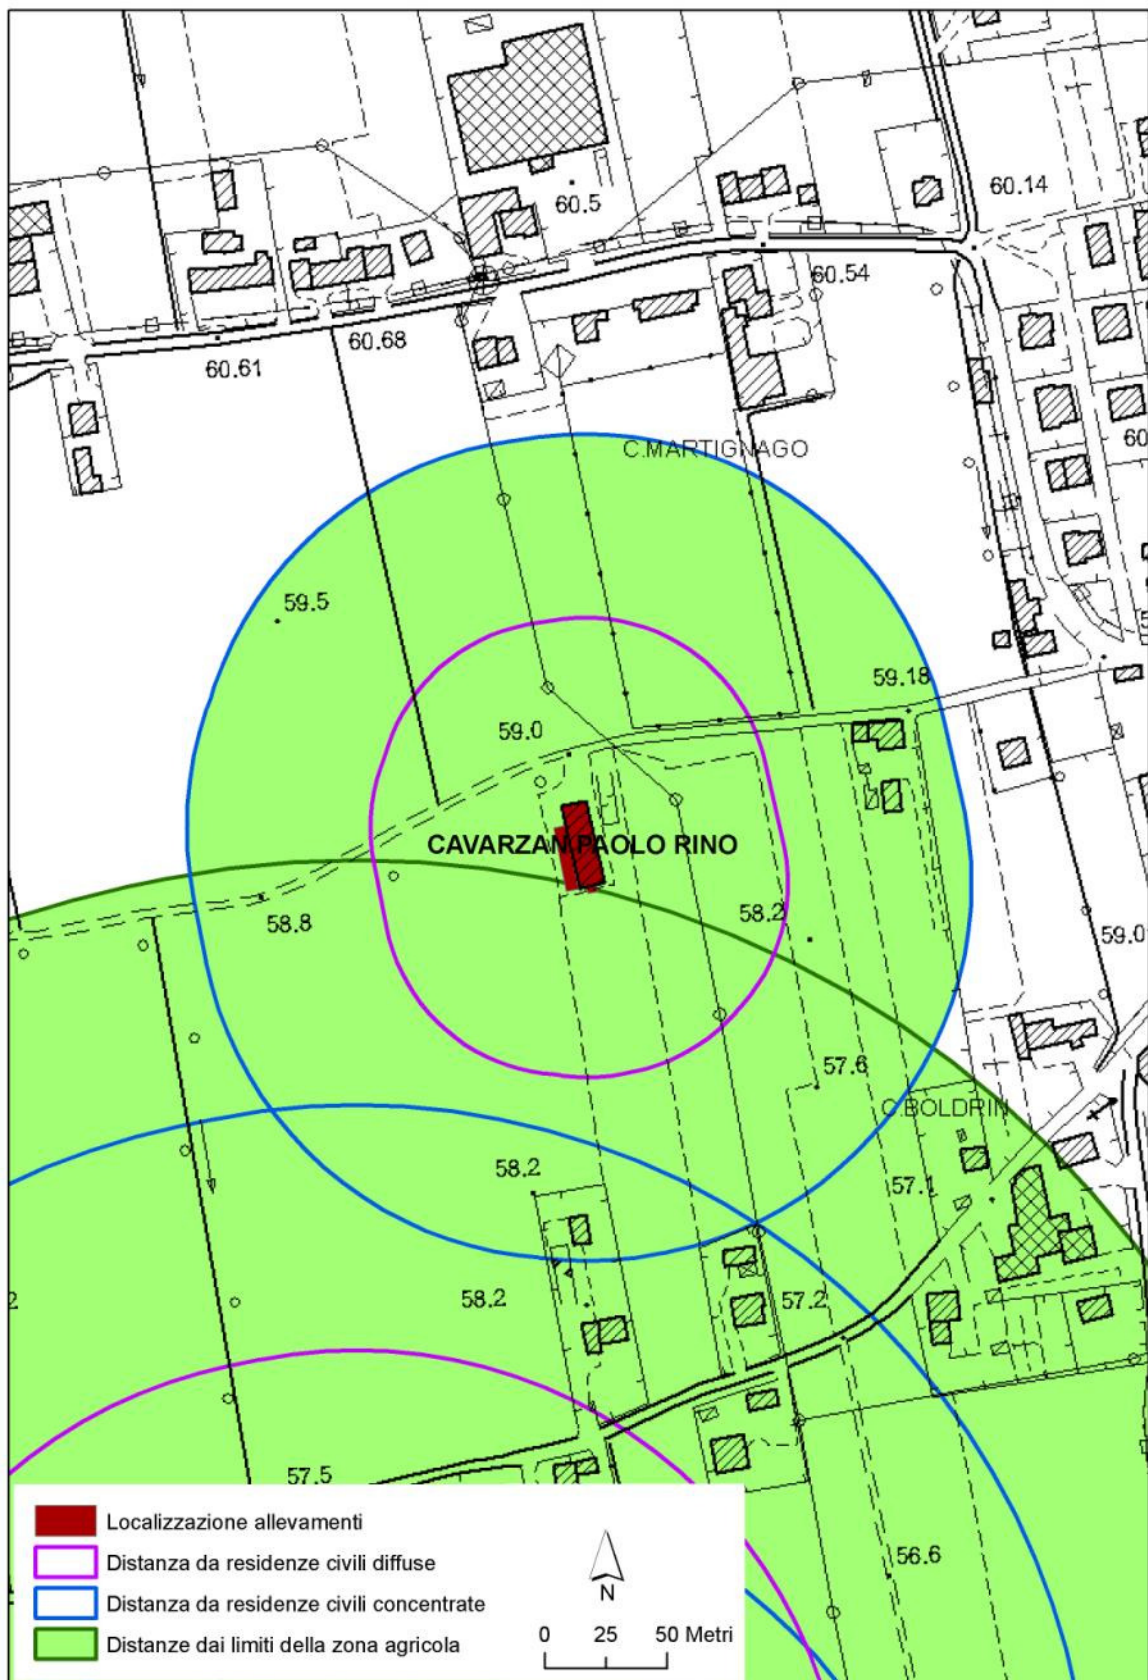 60.14
60.5
60.54
60.68
60.61
60
C.MARTIGNAGO
59.5
59.18
59.0
CAVARZAN PAOLO RINO
58.2
58.8
59.0
57.6
C.BOLDRIN
58.2
57.1
58.2
57.2
2
57.5
56.6
Localizzazione allevamenti
Distanza da residenze civili diffuse
Distanza da residenze civili concentrate
Distanze dai limiti della zona agricola
N
0 25 50 Metri